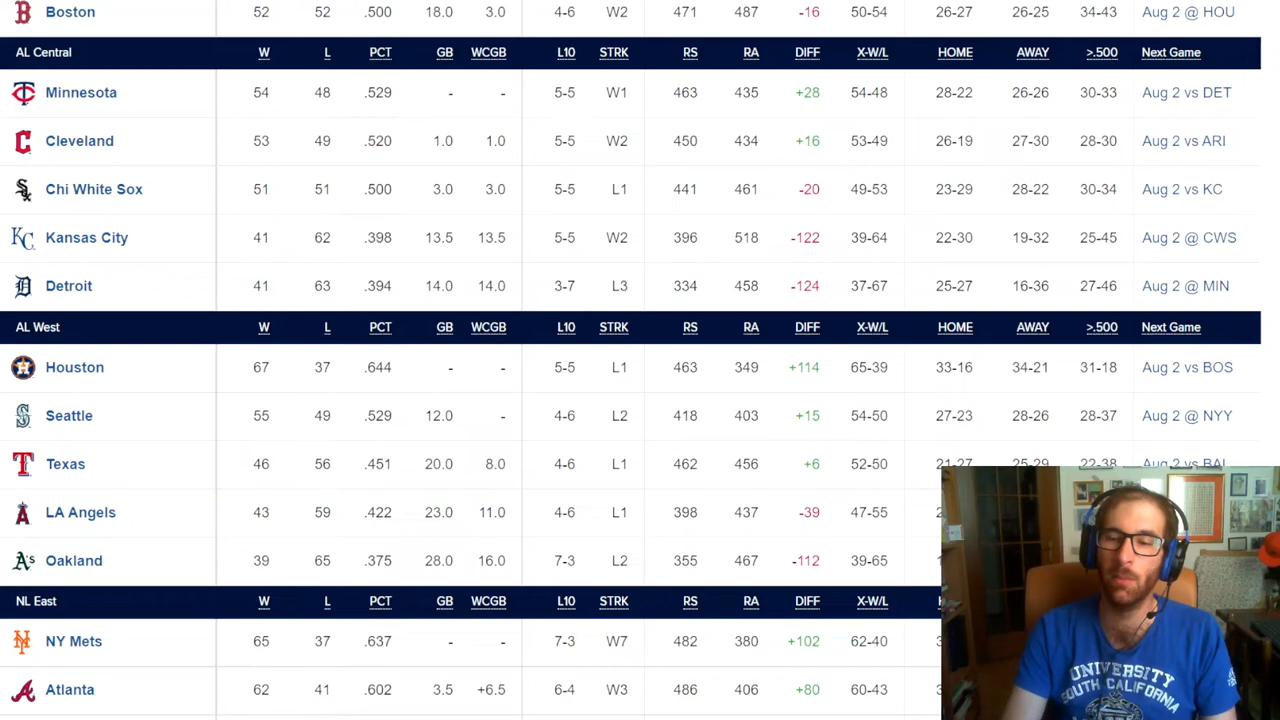 Boston 52 52 .500 18.0 3.0 4-6 W2 471 487 -16 50-54 26-27 26-25 34-43 Aug 2 @ HOU
AL Central W L PCT GB WCGB L10 STRK RS RA DIFF X-W/L HOME AWAY >.500 Next Game
Minnesota 54 48 .529 - - 5-5 W1 463 435 +28 54-48 28-22 26-26 30-33 Aug 2 vs DET
Cleveland 53 49 .520 1.0 1.0 5-5 W2 450 434 +16 53-49 26-19 27-30 28-30 Aug 2 vs ARI
Chi White Sox 51 51 .500 3.0 3.0 5-5 L1 441 461 -20 49-53 23-29 28-22 30-34 Aug 2 vs KC
Kansas City 41 62 .398 13.5 13.5 5-5 W2 396 518 -122 39-64 22-30 19-32 25-45 Aug 2 @ CWS
Detroit 41 63 .394 14.0 14.0 3-7 L3 334 458 -124 37-67 25-27 16-36 27-46 Aug 2 @ MIN
AL West W L PCT GB WCGB L10 STRK RS RA DIFF X-W/L HOME AWAY >.500 Next Game
Houston 67 37 .644 - - 5-5 L1 463 349 +114 65-39 33-16 34-21 31-18 Aug 2 vs BOS
Seattle 55 49 .529 12.0 - 4-6 L2 418 403 +15 54-50 27-23 28-26 28-37 Aug 2 @ NYY
Texas 46 56 .451 20.0 8.0 4-6 L1 462 456 +6 52-50 21-27 25-29 22-38 Aug 2 vs BAL
LA Angels 43 59 .422 23.0 11.0 4-6 L1 398 437 -39 47-55
Oakland 39 65 .375 28.0 16.0 7-3 L2 355 467 -112 39-65
NL East W L PCT GB WCGB L10 STRK RS RA DIFF X-W/L
NY Mets 65 37 .637 - - 7-3 W7 482 380 +102 62-40
Atlanta 62 41 .602 3.5 +6.5 6-4 W3 486 406 +80 60-43
UNIVERSITY
SOUTH CALIFORNIA